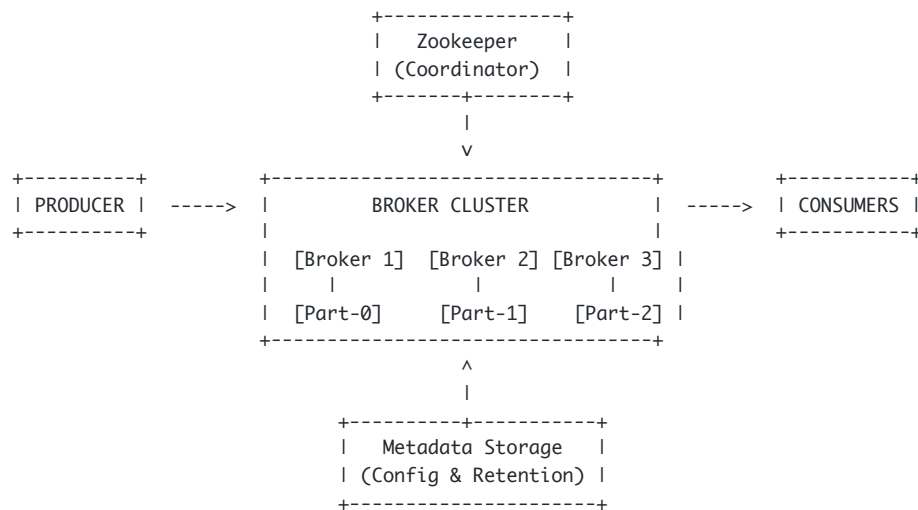 Zookeeper
(Coordinator)
PRODUCER
BROKER CLUSTER
CONSUMERS
[Broker 1] [Broker 2] [Broker 3]
[Part-0] [Part-1] [Part-2]
Metadata Storage
(Config & Retention)